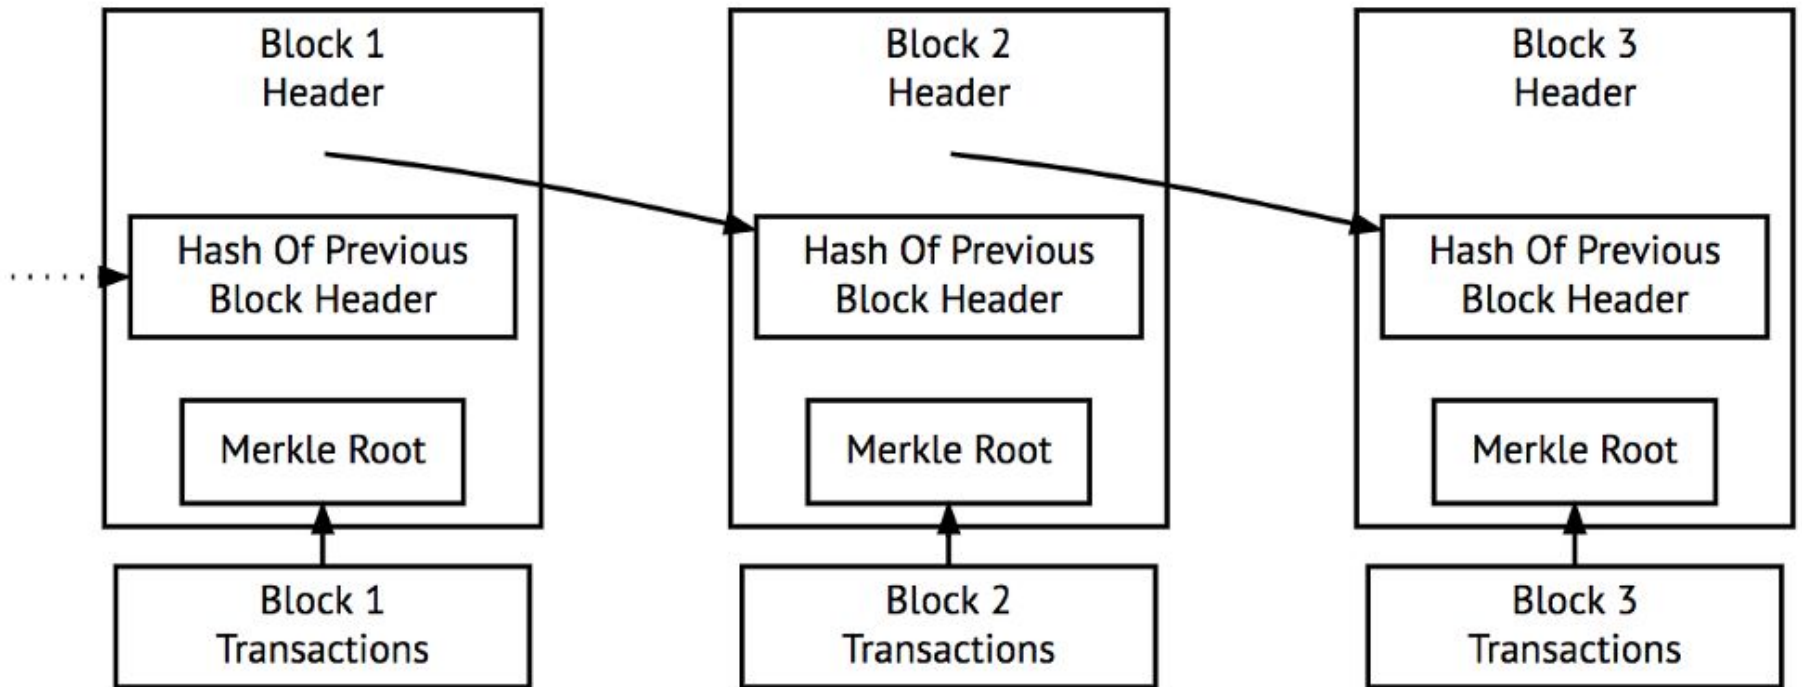 Block 1
Header
Hash Of Previous
Block Header
Merkle Root
Block 1
Transactions
Block 2
Header
Hash Of Previous
Block Header
Merkle Root
Block 2
Transactions
Block 3
Header
Hash Of Previous
Block Header
Merkle Root
Block 3
Transactions